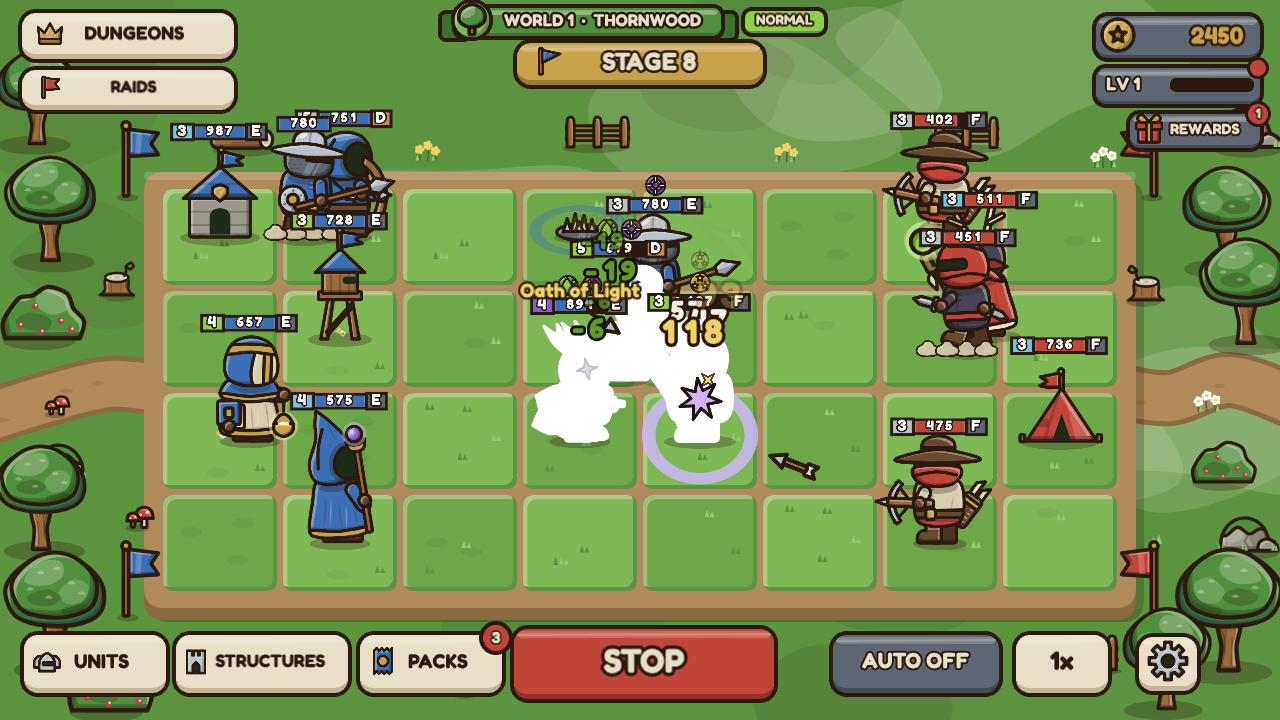 DUNGEONS
RAIDS
WORLD 1 • THORNWOOD
NORMAL
STAGE 8
2450
LV 1
REWARDS
1
3 987 E
780
751 D
3 728 E
4 657 E
4 575 E
3 780 E
5
D
-19
Oath of Light
4
E
3
F
-6
118
3 402 F
3 511 F
3 451 F
3 736 F
3 475 F
UNITS
STRUCTURES
PACKS
3
STOP
AUTO OFF
1x